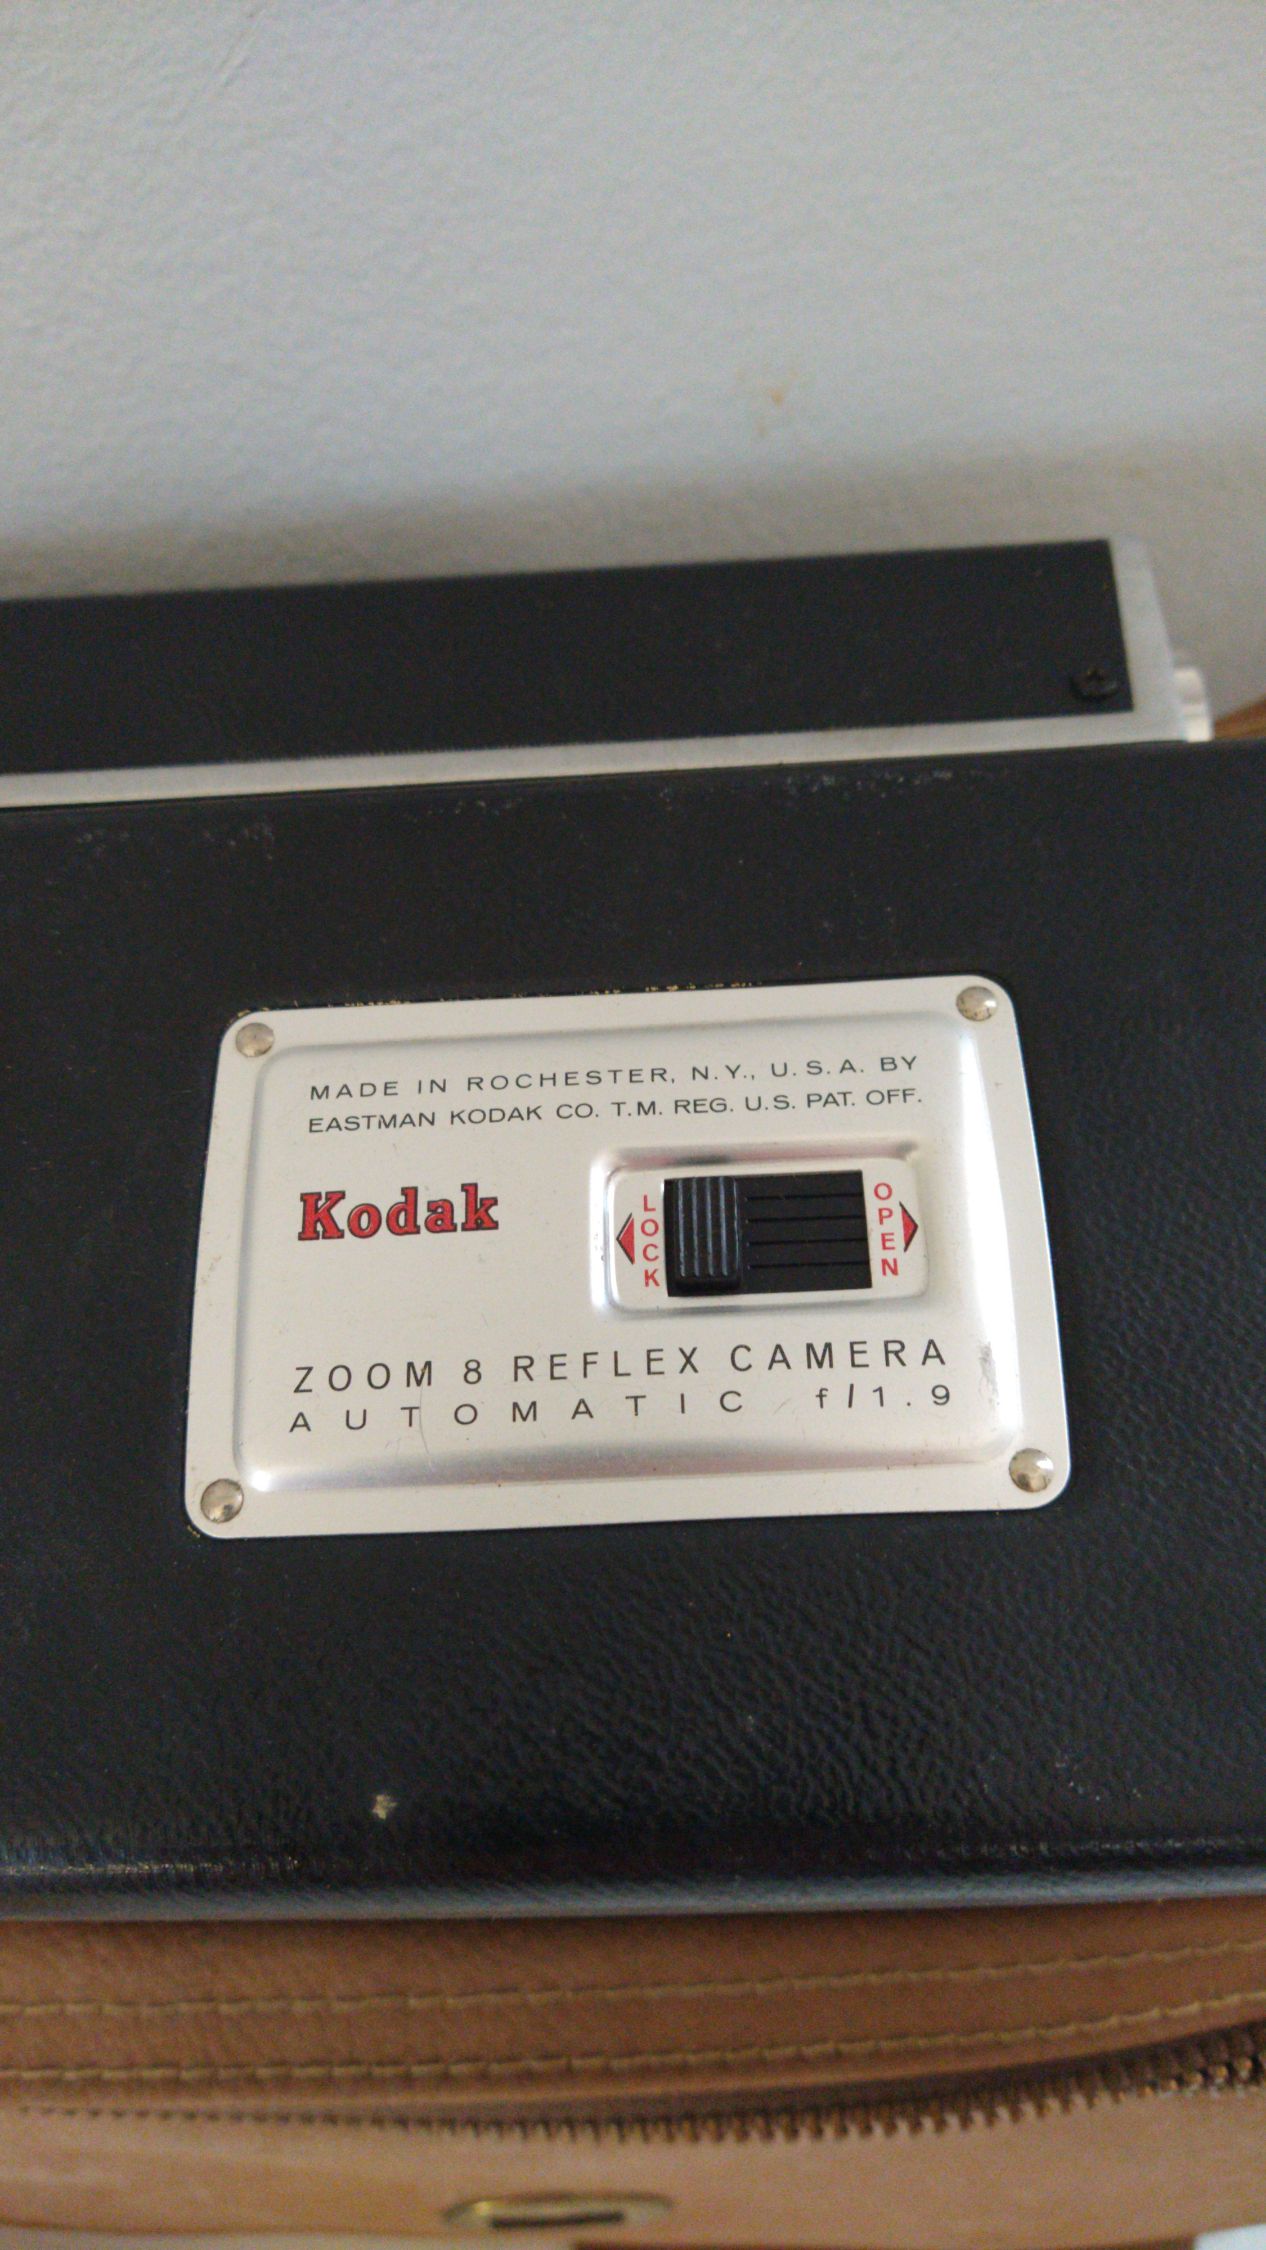 MADE IN ROCHESTER, N.Y., U.S.A. BY
EASTMAN KODAK CO. T.M. REG. U.S. PAT. OFF.
Kodak
LOCK
OPEN
ZOOM 8 REFLEX CAMERA
AUTOMATIC f/1.9